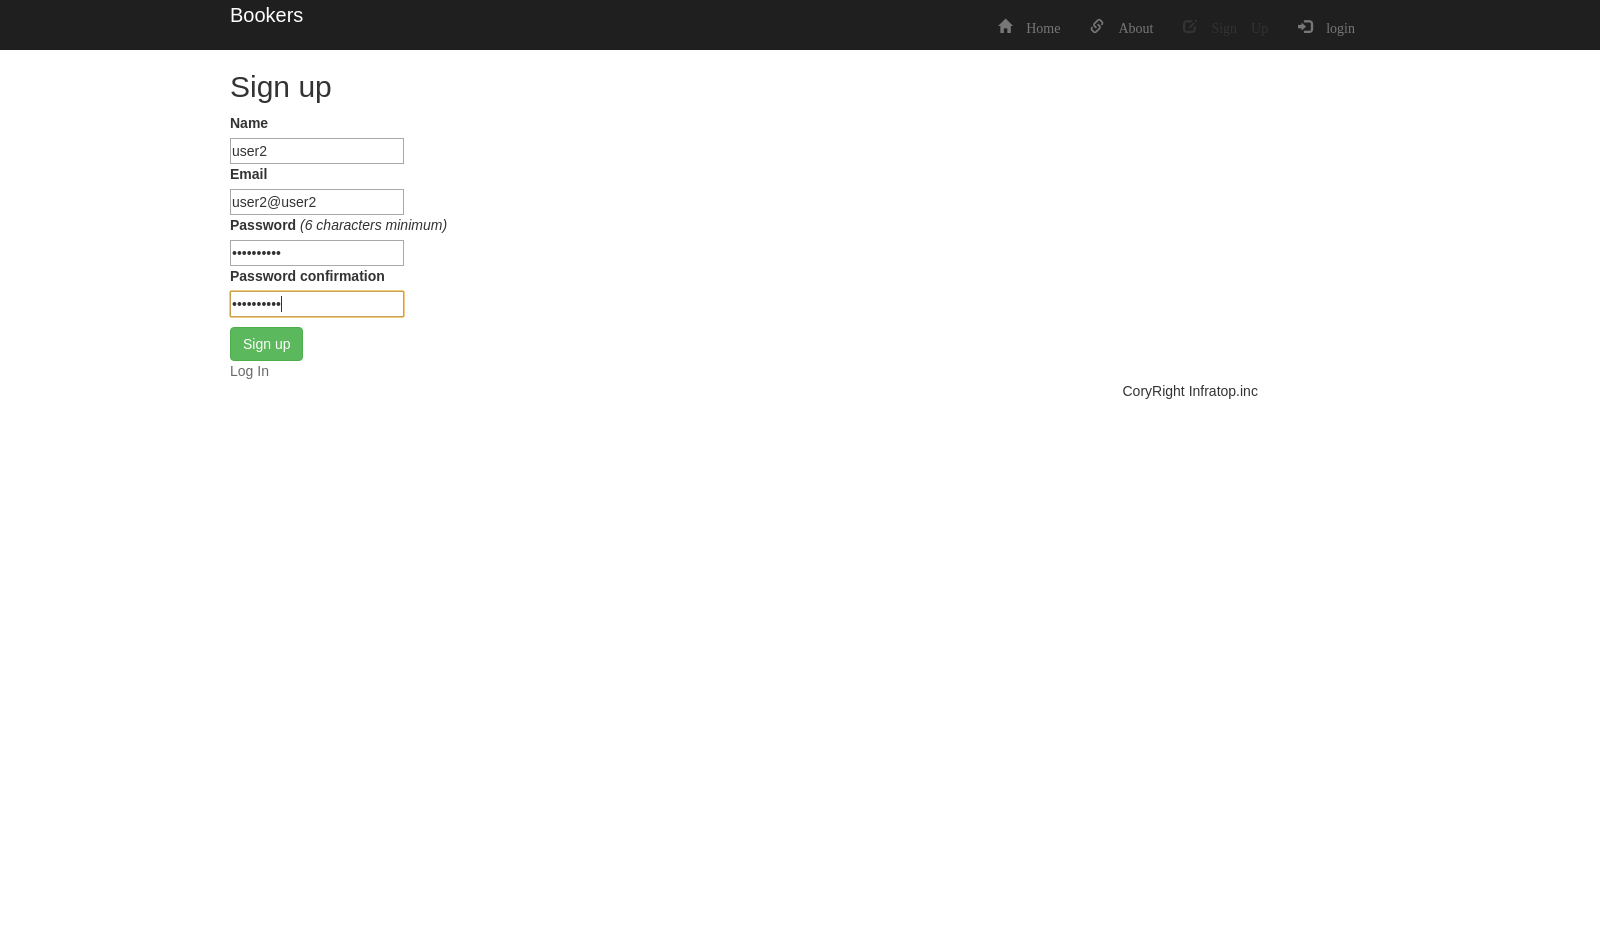 Bookers
Home About Sign Up login
Sign up
Name
user2
Email
user2@user2
Password (6 characters minimum)
••••••••••
Password confirmation
••••••••••
Sign up
Log In
CoryRight Infratop.inc